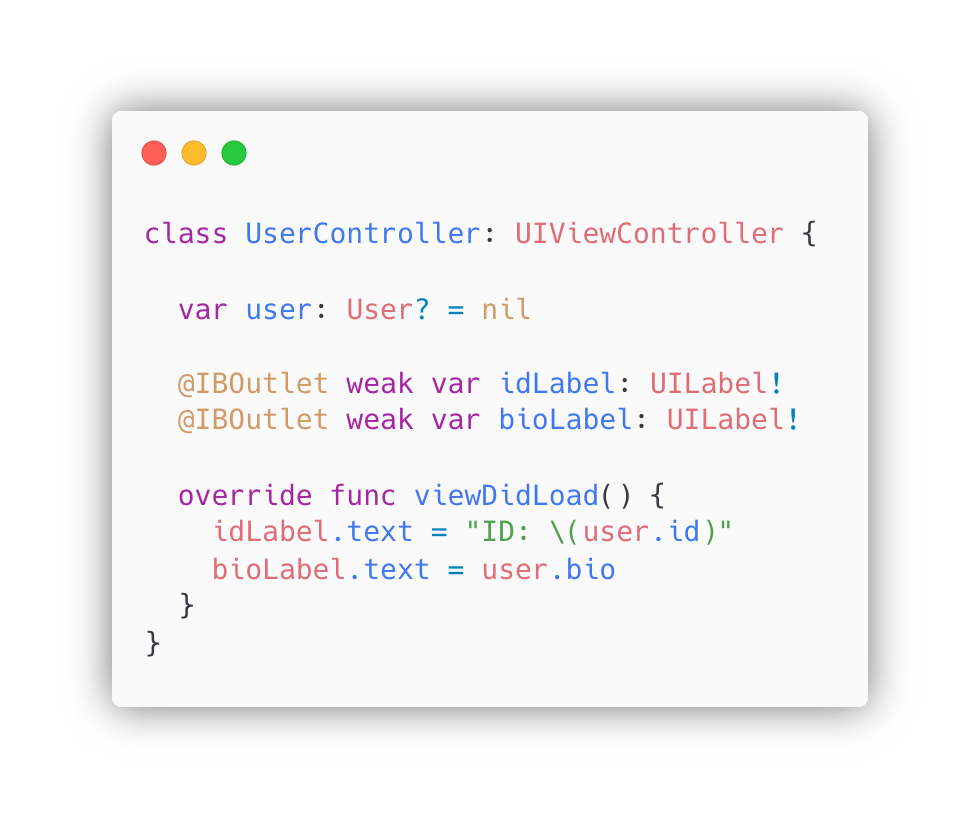 class UserController: UIViewController {
var user: User? = nil
@IBOutlet weak var idLabel: UILabel!
@IBOutlet weak var bioLabel: UILabel!
override func viewDidLoad() {
idLabel.text = "ID: \(user.id)"
bioLabel.text = user.bio
}
}